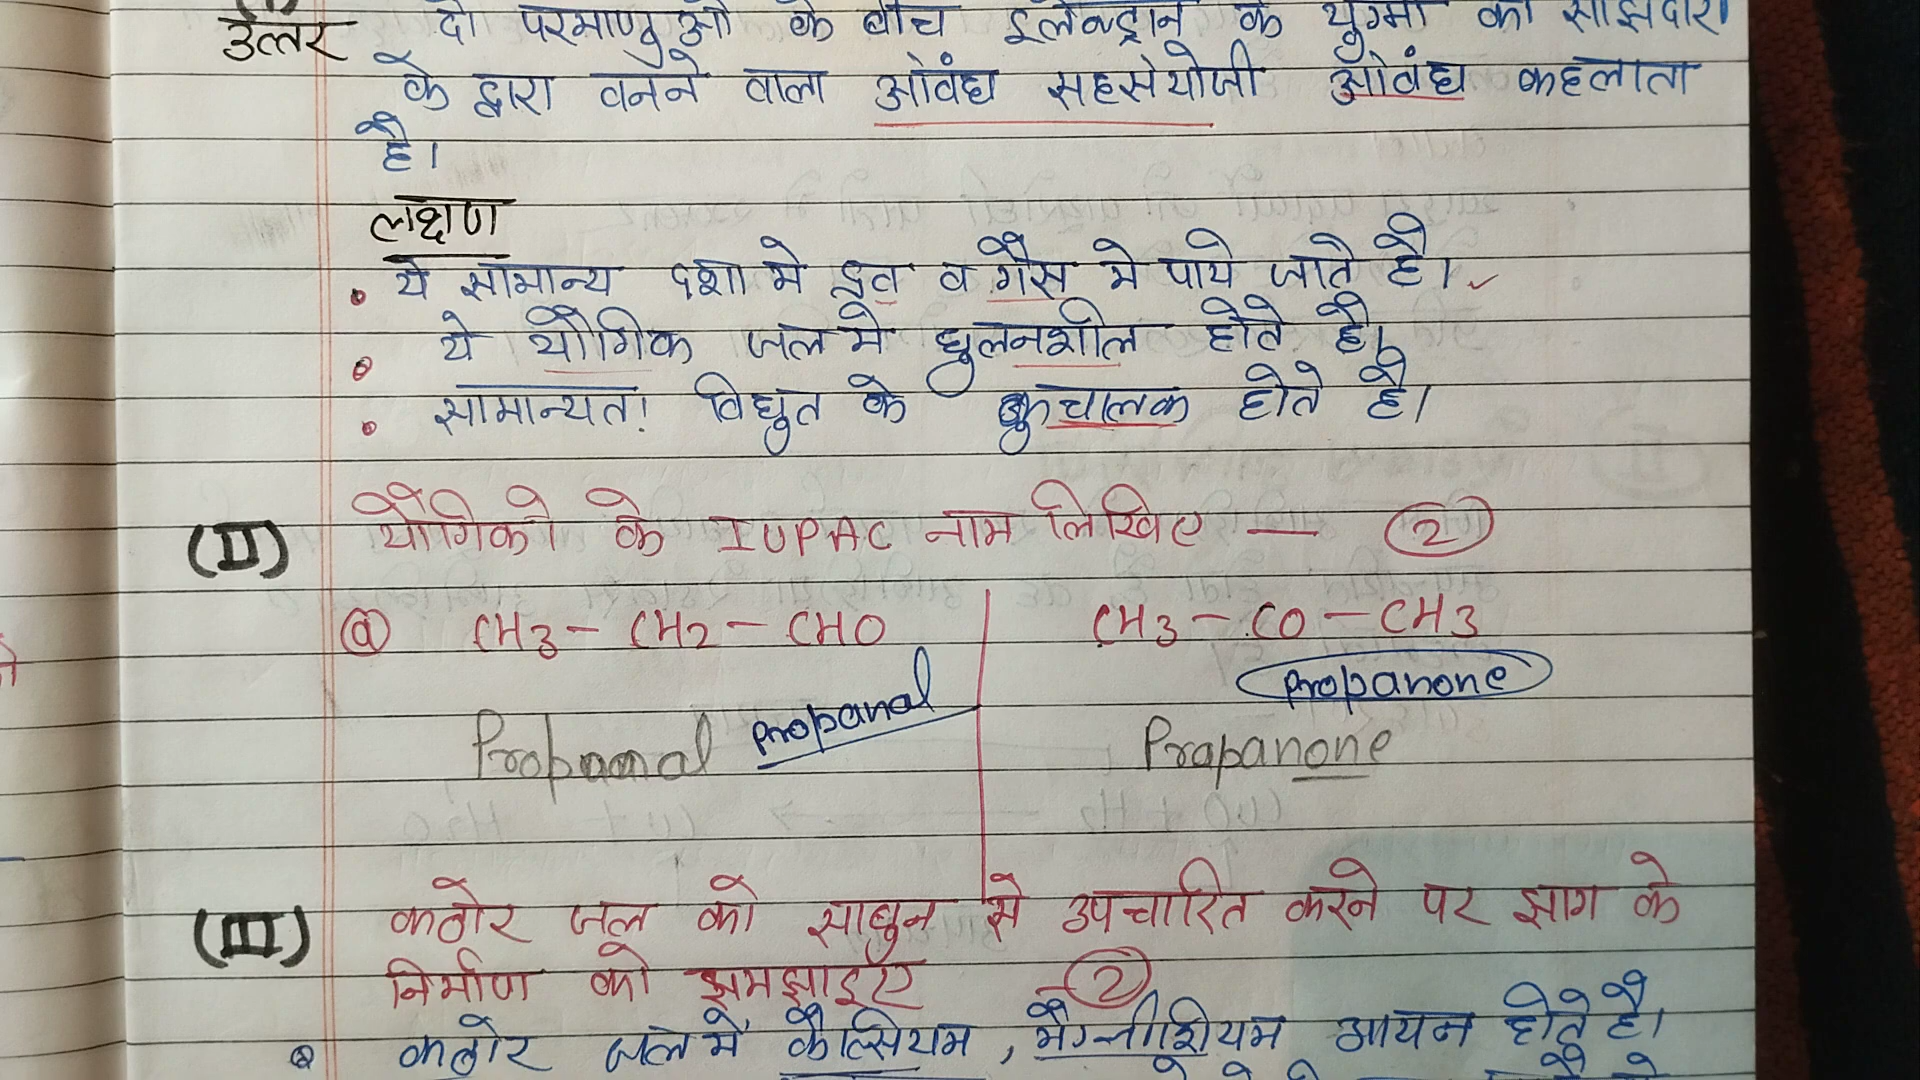 उत्तर दो परमाणुओ के बीच इलेक्ट्रान के युग्मो की साझेदारी
के द्वारा बनने वाला आंबंध सहसंयोजी आंबंध कहलाता
है।
लक्षण
• ये सामान्य दशा मे द्रव व गैस मे पाये जाते है।
• ये यौगिक जल मे घुलनशील होते है।
• सामान्यत! विद्युत के कुचालक होते है।
(II) यौगिको के IUPAC नाम लिखिए — (2)
(a) CH3 – CH2 – CHO CH3 – CO – CH3
propanal propanone
Propanal Propanone
(III) कठोर जल को साबुन से उपचारित करने पर झाग के
निर्माण को समझाइए – (2)
• कठोर जल में कैल्सियम, मैग्नीशियम आयन होते है।